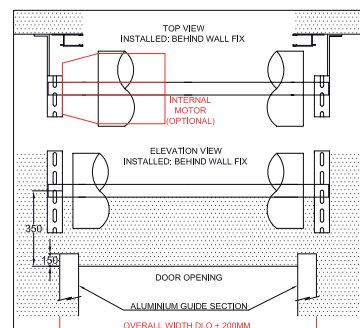 TOP VIEW
INSTALLED: BEHIND WALL FIX
INTERNAL
MOTOR
(OPTIONAL)
ELEVATION VIEW
INSTALLED: BEHIND WALL FIX
350
150
DOOR OPENING
ALUMINIUM GUIDE SECTION
OVERALL WIDTH DLO + 200MM